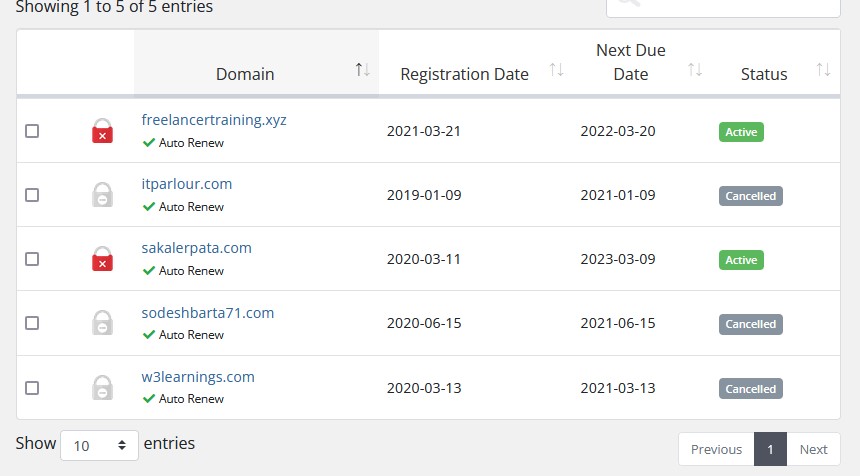 Showing 1 to 5 of 5 entries
Domain Registration Date Next Due Date Status
freelancertraining.xyz 2021-03-21 2022-03-20 Active
Auto Renew
itparlour.com 2019-01-09 2021-01-09 Cancelled
Auto Renew
sakalerpata.com 2020-03-11 2023-03-09 Active
Auto Renew
sodeshbarta71.com 2020-06-15 2021-06-15 Cancelled
Auto Renew
w3learnings.com 2020-03-13 2021-03-13 Cancelled
Auto Renew
Show 10 entries Previous 1 Next